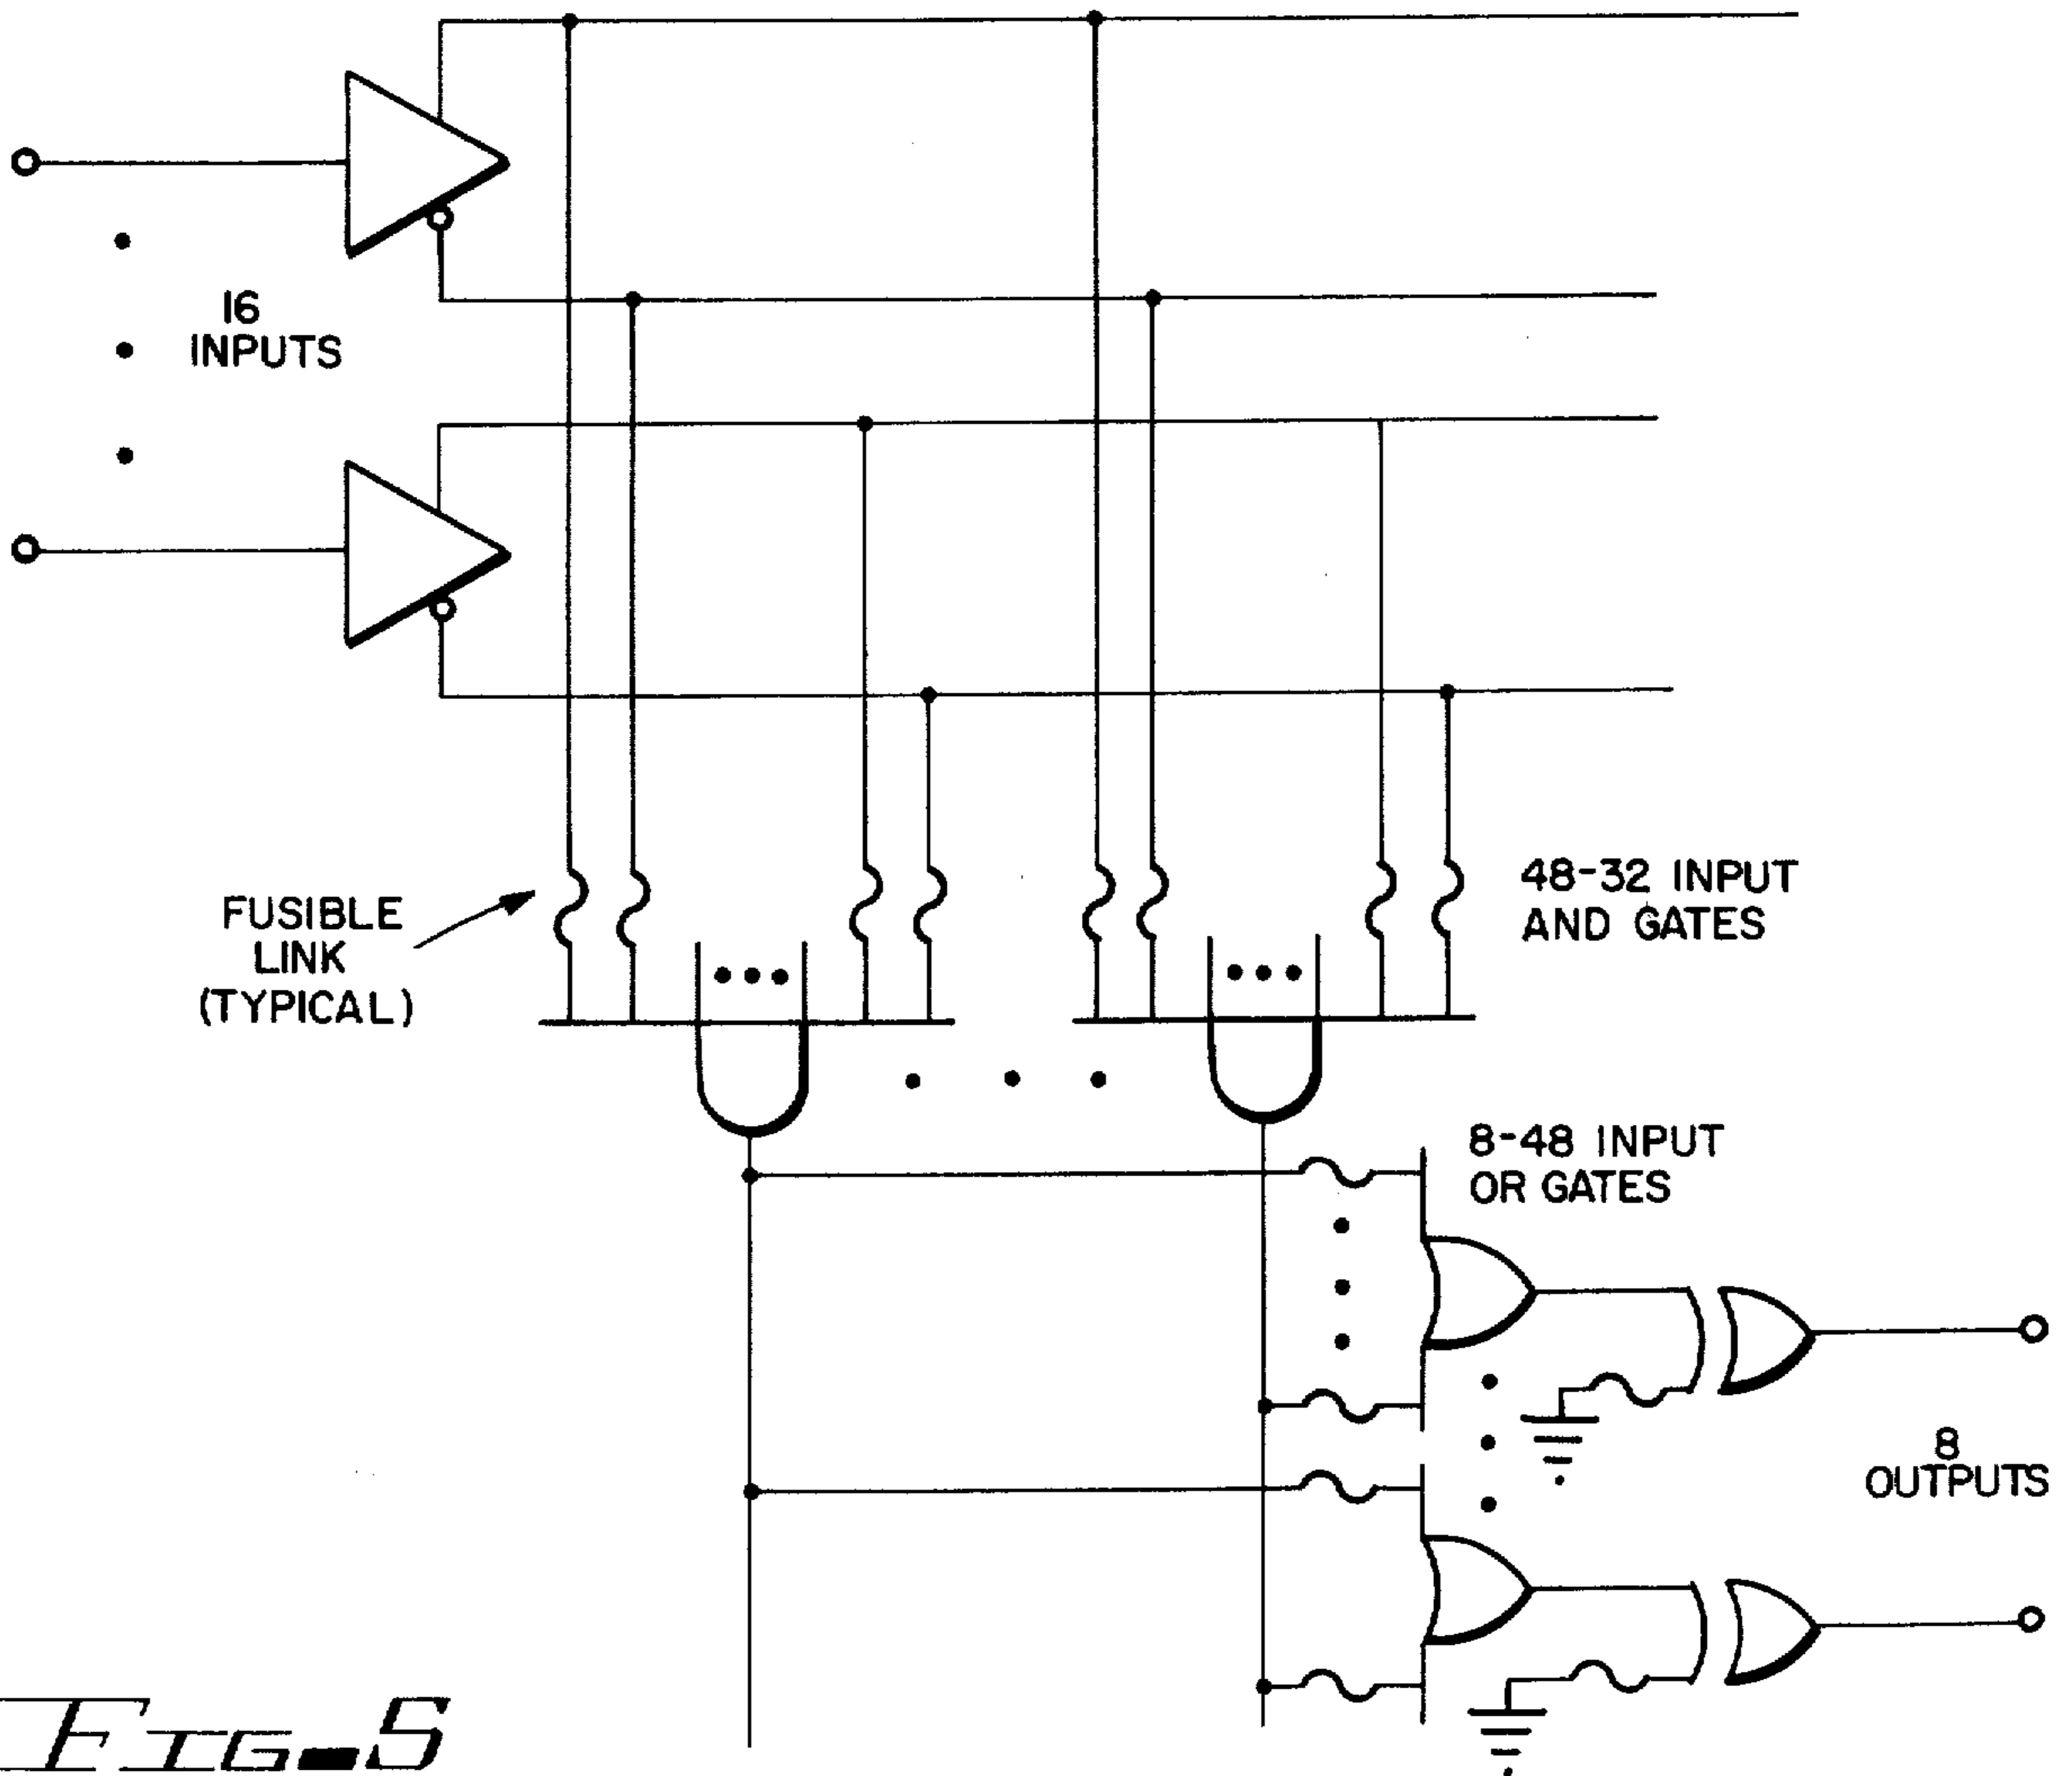 16
INPUTS
FUSIBLE
LINK
(TYPICAL)
48-32 INPUT
AND GATES
8-48 INPUT
OR GATES
8
OUTPUTS
FIG-5